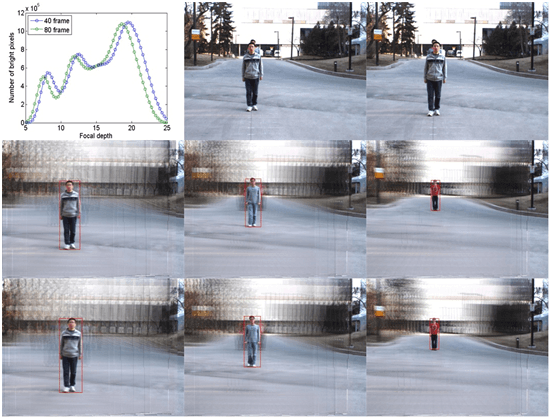 12 x 10⁵
40 frame
80 frame
10
8
6
4
2
0
Number of bright pixels
5 10 15 20 25
Focal depth